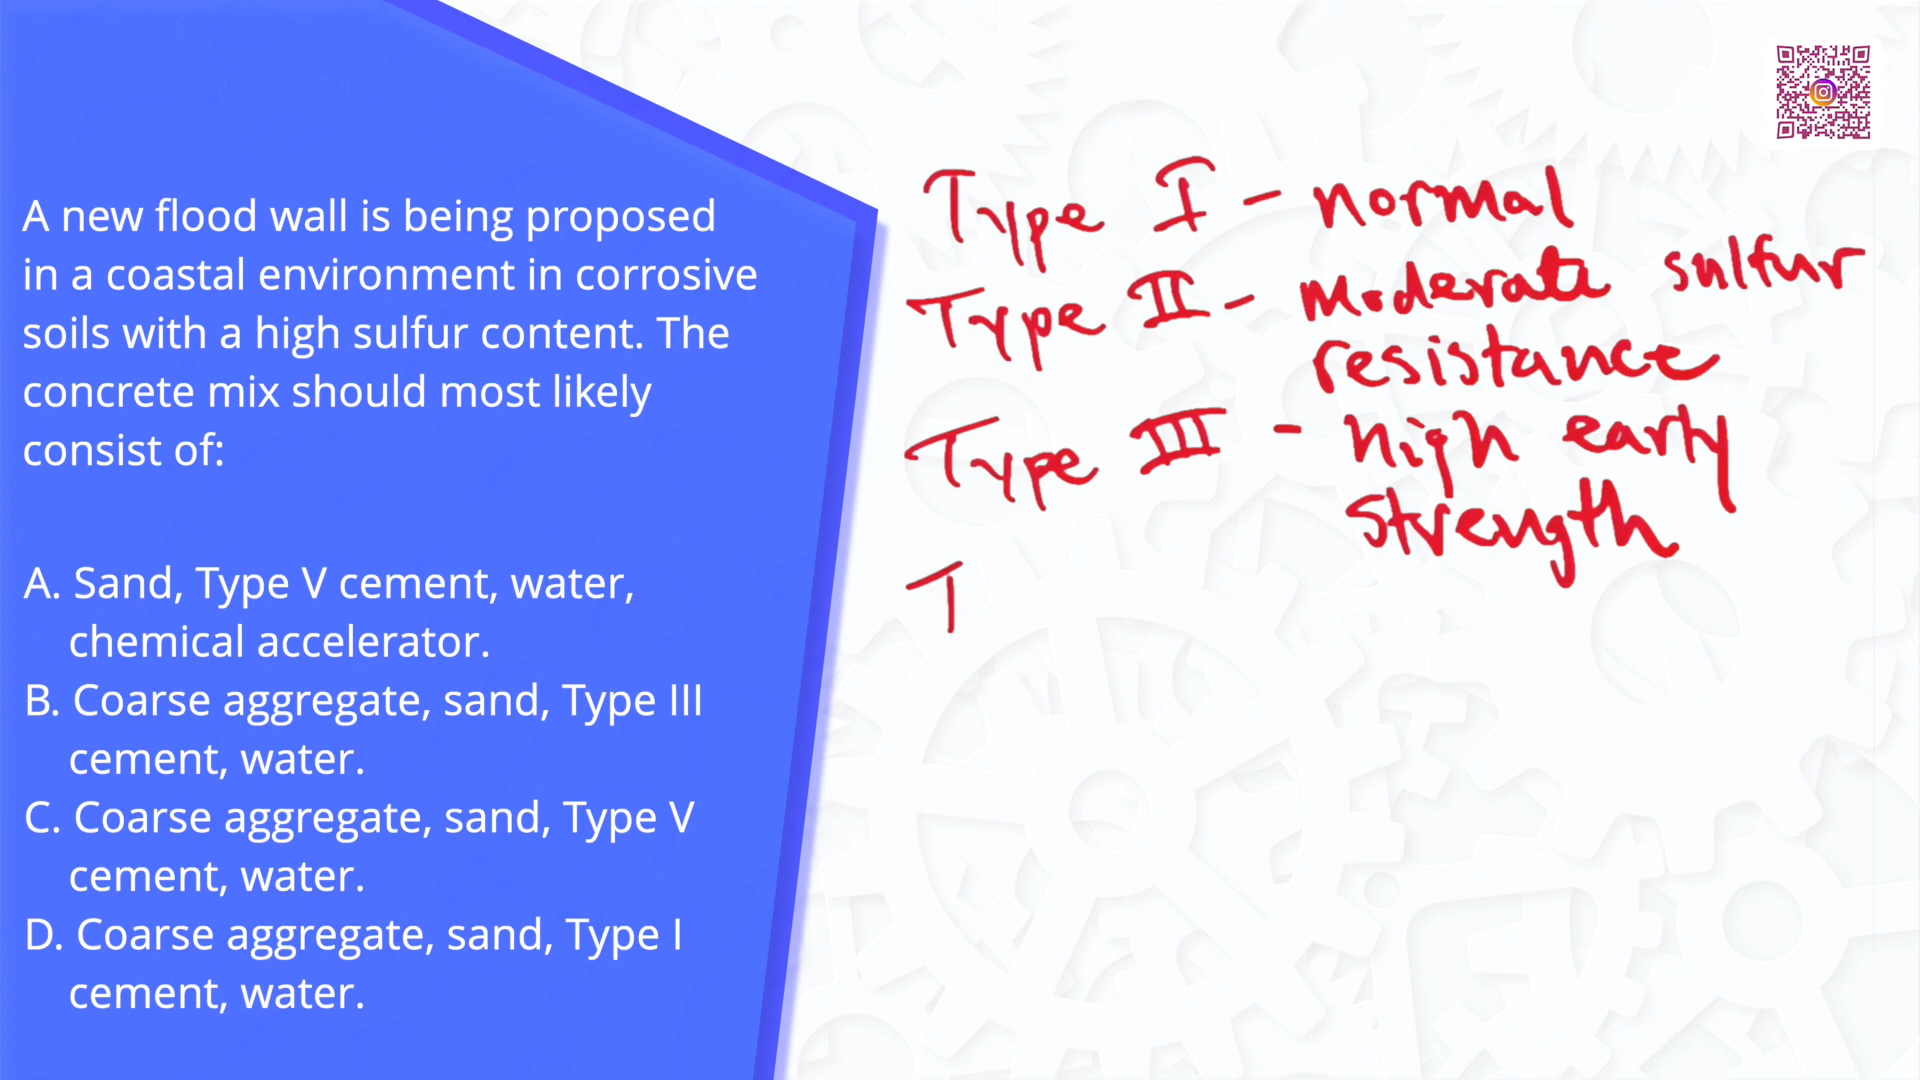 A new flood wall is being proposed
in a coastal environment in corrosive
soils with a high sulfur content. The
concrete mix should most likely
consist of:
A. Sand, Type V cement, water,
chemical accelerator.
B. Coarse aggregate, sand, Type III
cement, water.
C. Coarse aggregate, sand, Type V
cement, water.
D. Coarse aggregate, sand, Type I
cement, water.
Type I - normal
Type II - moderate sulfur
resistance
Type III - high early
strength
T